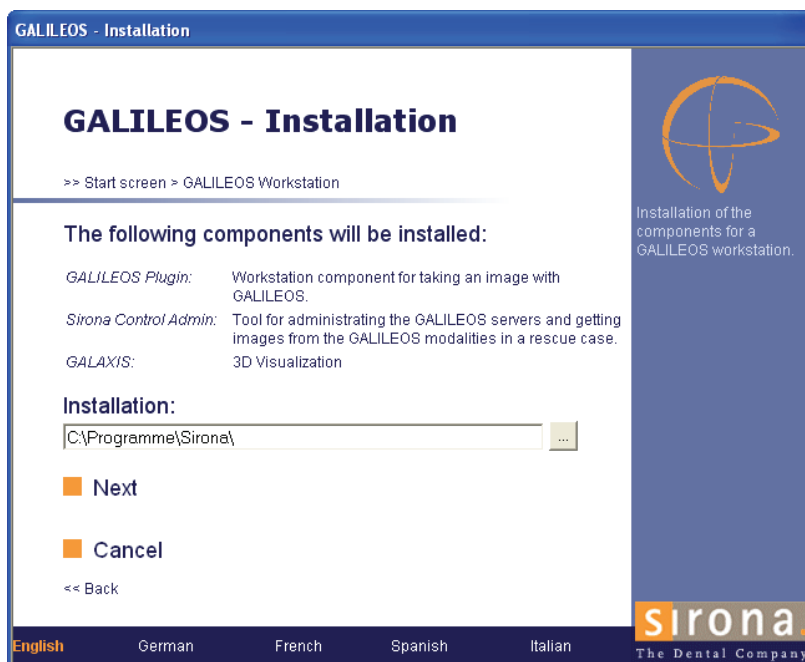 GALILEOS - Installation
GALILEOS - Installation
>> Start screen > GALILEOS Workstation
The following components will be installed:
GALILEOS Plugin: Workstation component for taking an image with
GALILEOS.
Sirona Control Admin: Tool for administrating the GALILEOS servers and getting
images from the GALILEOS modalities in a rescue case.
GALAXIS: 3D Visualization
Installation:
C:\Programme\Sirona\
...
Next
Cancel
<< Back
Installation of the
components for a
GALILEOS workstation.
sirona.
The Dental Company
English German French Spanish Italian